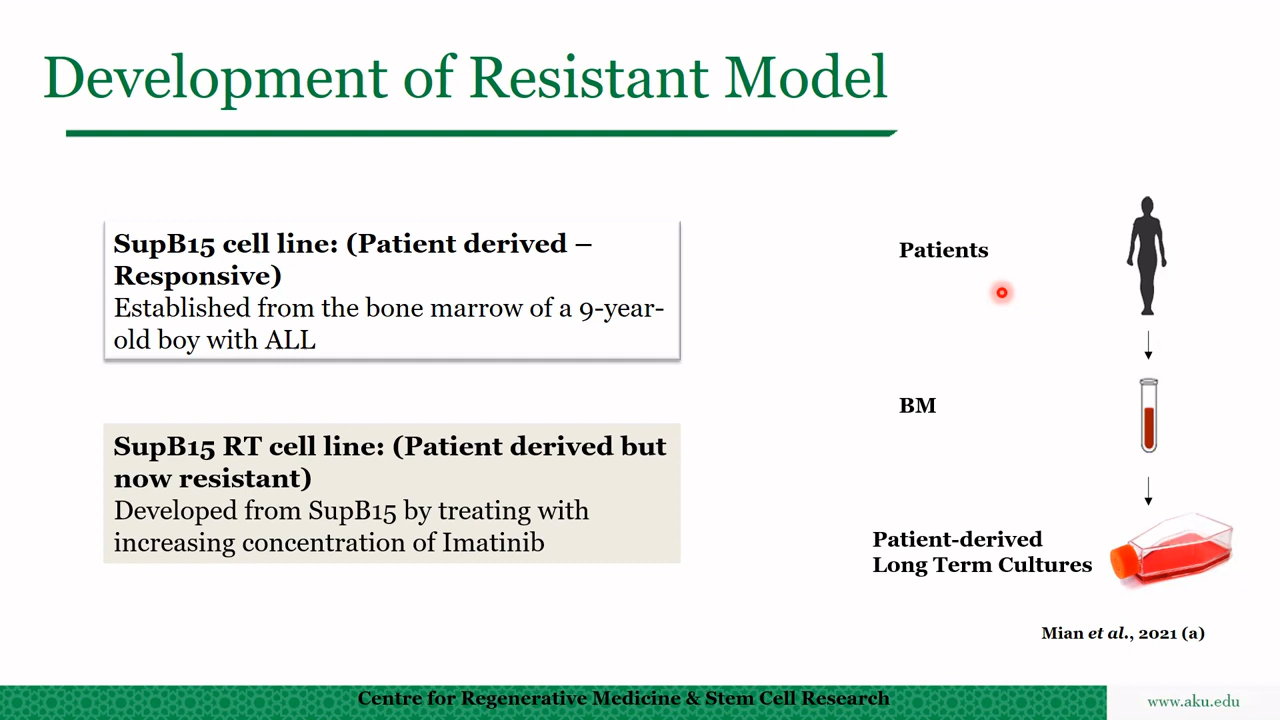 Development of Resistant Model
SupB15 cell line: (Patient derived –
Responsive)
Established from the bone marrow of a 9-year-
old boy with ALL
SupB15 RT cell line: (Patient derived but
now resistant)
Developed from SupB15 by treating with
increasing concentration of Imatinib
Patients
BM
Patient-derived
Long Term Cultures
Mian et al., 2021 (a)
Centre for Regenerative Medicine & Stem Cell Research
www.aku.edu